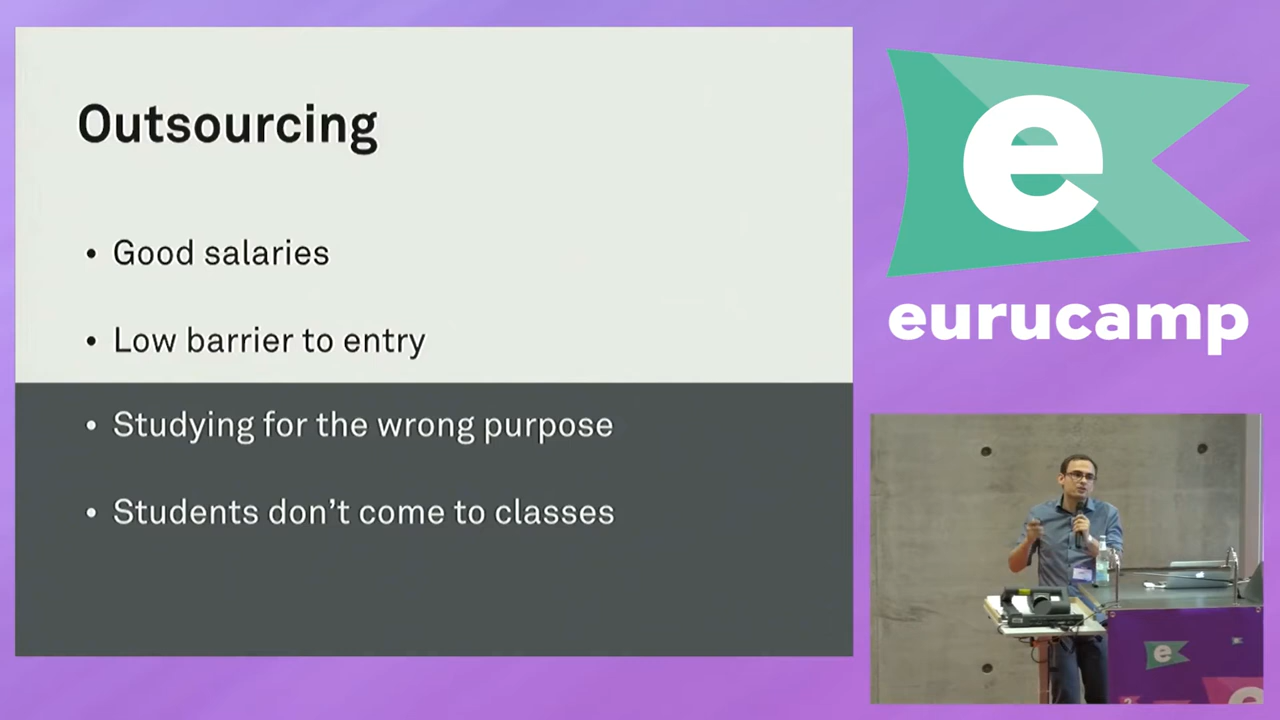 Outsourcing
• Good salaries
• Low barrier to entry
• Studying for the wrong purpose
• Students don't come to classes
e
eurucamp
e
e